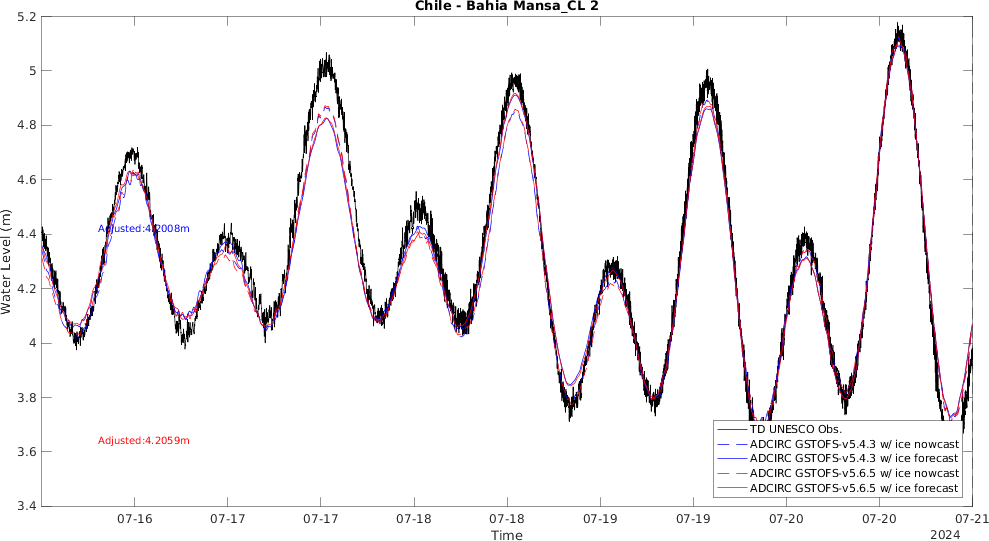 Chile - Bahia Mansa_CL 2
Water Level (m)
5.2
5
4.8
4.6
4.4
4.2
4
3.8
3.6
3.4
Adjusted:4.2008m
Adjusted:4.2059m
TD UNESCO Obs.
ADCIRC GSTOFS-v5.4.3 w/ ice nowcast
ADCIRC GSTOFS-v5.4.3 w/ ice forecast
ADCIRC GSTOFS-v5.6.5 w/ ice nowcast
ADCIRC GSTOFS-v5.6.5 w/ ice forecast
07-16 07-17 07-17 07-18 07-18 07-19 07-19 07-20 07-20 07-21
Time
2024